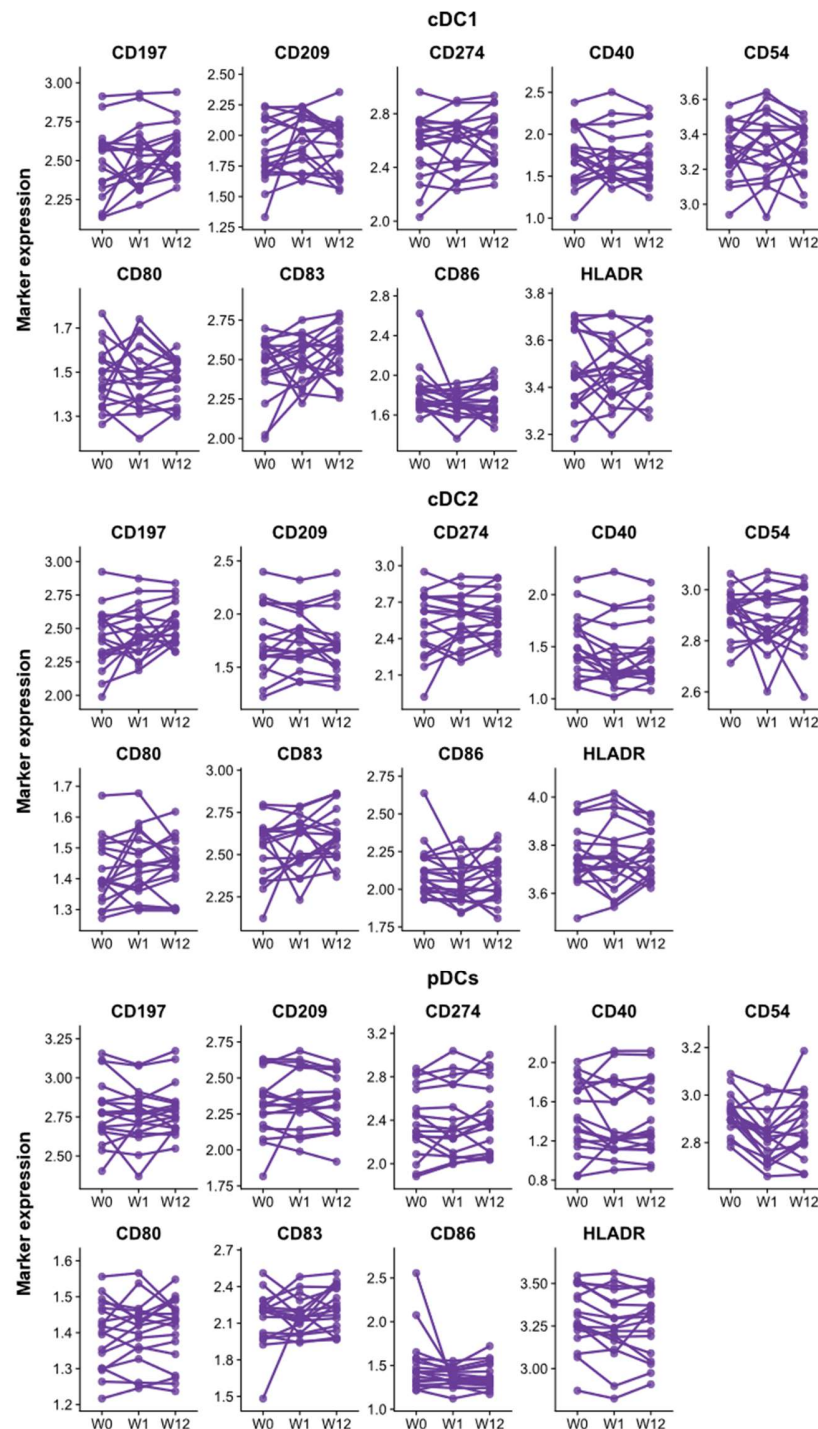 cDC1
CD197 CD209 CD274 CD40 CD54
3.00 2.50 2.8 2.5 3.6
2.75 2.25 2.4 2.0 3.4
2.50 2.00 2.0 1.5 3.2
2.25 1.75 1.0 3.0
1.50
1.25
W0 W1 W12 W0 W1 W12 W0 W1 W12 W0 W1 W12 W0 W1 W12
Marker expression
CD80 CD83 CD86 HLADR
1.7 2.75 2.8 3.8
1.5 2.50 2.4 3.6
1.3 2.25 2.0 3.4
2.00 1.6 3.2
W0 W1 W12 W0 W1 W12 W0 W1 W12 W0 W1 W12
cDC2
CD197 CD209 CD274 CD40 CD54
3.00 2.5 3.0 2.0 3.0
2.75 2.0 2.7 1.5 2.8
2.50 1.5 2.4 1.0 2.6
2.25 2.1
2.00
W0 W1 W12 W0 W1 W12 W0 W1 W12 W0 W1 W12 W0 W1 W12
Marker expression
CD80 CD83 CD86 HLADR
1.7 3.00 2.75 4.0
1.6 2.75 2.50 3.8
1.5 2.50 2.25 3.6
1.4 2.25 2.00
1.3 1.75
W0 W1 W12 W0 W1 W12 W0 W1 W12 W0 W1 W12
pDCs
CD197 CD209 CD274 CD40 CD54
3.25 2.75 3.2 2.0 3.2
3.00 2.50 2.8 1.6 3.0
2.75 2.25 2.4 1.2 2.8
2.50 2.00 2.0 0.8
1.75
W0 W1 W12 W0 W1 W12 W0 W1 W12 W0 W1 W12 W0 W1 W12
Marker expression
CD80 CD83 CD86 HLADR
1.6 2.7 2.5 3.50
1.5 2.4 2.0 3.00
1.4 2.1 1.5
1.3 1.8 1.0
1.2 1.5
W0 W1 W12 W0 W1 W12 W0 W1 W12 W0 W1 W12